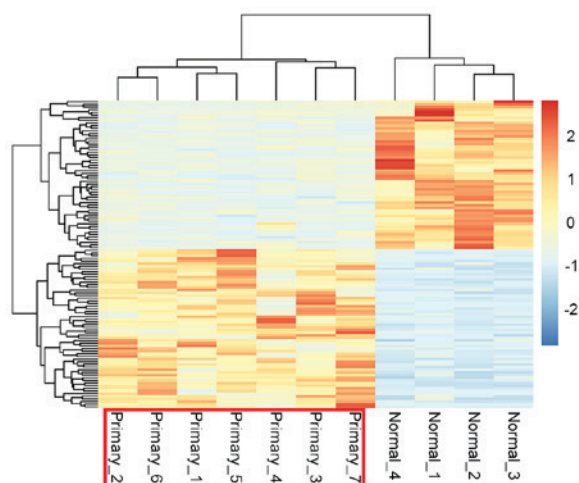 2
1
0
-1
-2
Primary_2
Primary_6
Primary_1
Primary_5
Primary_4
Primary_3
Primary_7
Normal_4
Normal_1
Normal_2
Normal_3